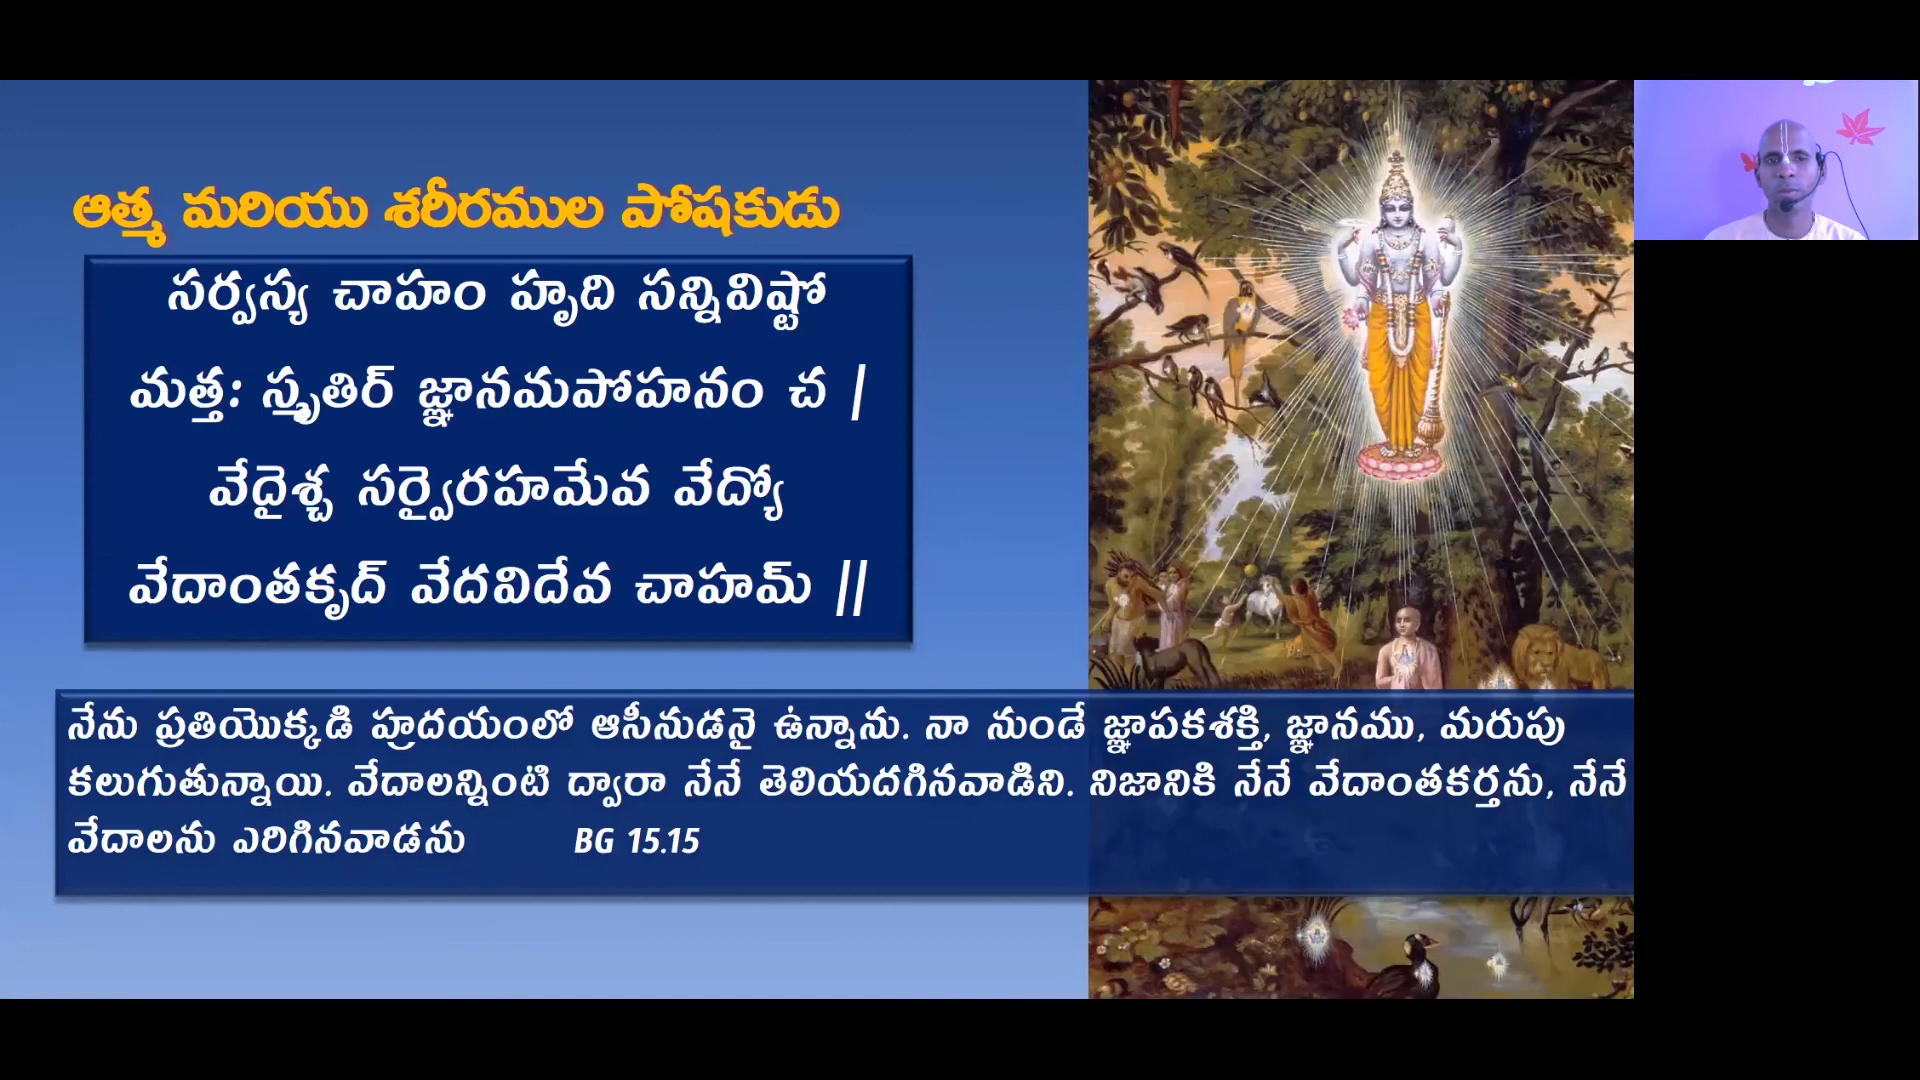 ఆత్మ మరియు శరీరముల పోషకుడు
సర్వస్య చాహం హృది సన్నివిష్టో
మత్త: స్మృతిర్ జ్ఞానమపోహనం చ |
వేదైశ్చ సర్వైరహమేవ వేద్యో
వేదాంతకృద్ వేదవిదేవ చాహమ్ ||
నేను ప్రతియొక్కడి హ్రదయంలో ఆసీనుడనై ఉన్నాను. నా నుండే జ్ఞాపకశక్తి, జ్ఞానము, మరుపు
కలుగుతున్నాయి. వేదాలన్నింటి ద్వారా నేనే తెలియదగినవాడిని. నిజానికి నేనే వేదాంతకర్తను, నేనే
వేదాలను ఎరిగినవాడను BG 15.15